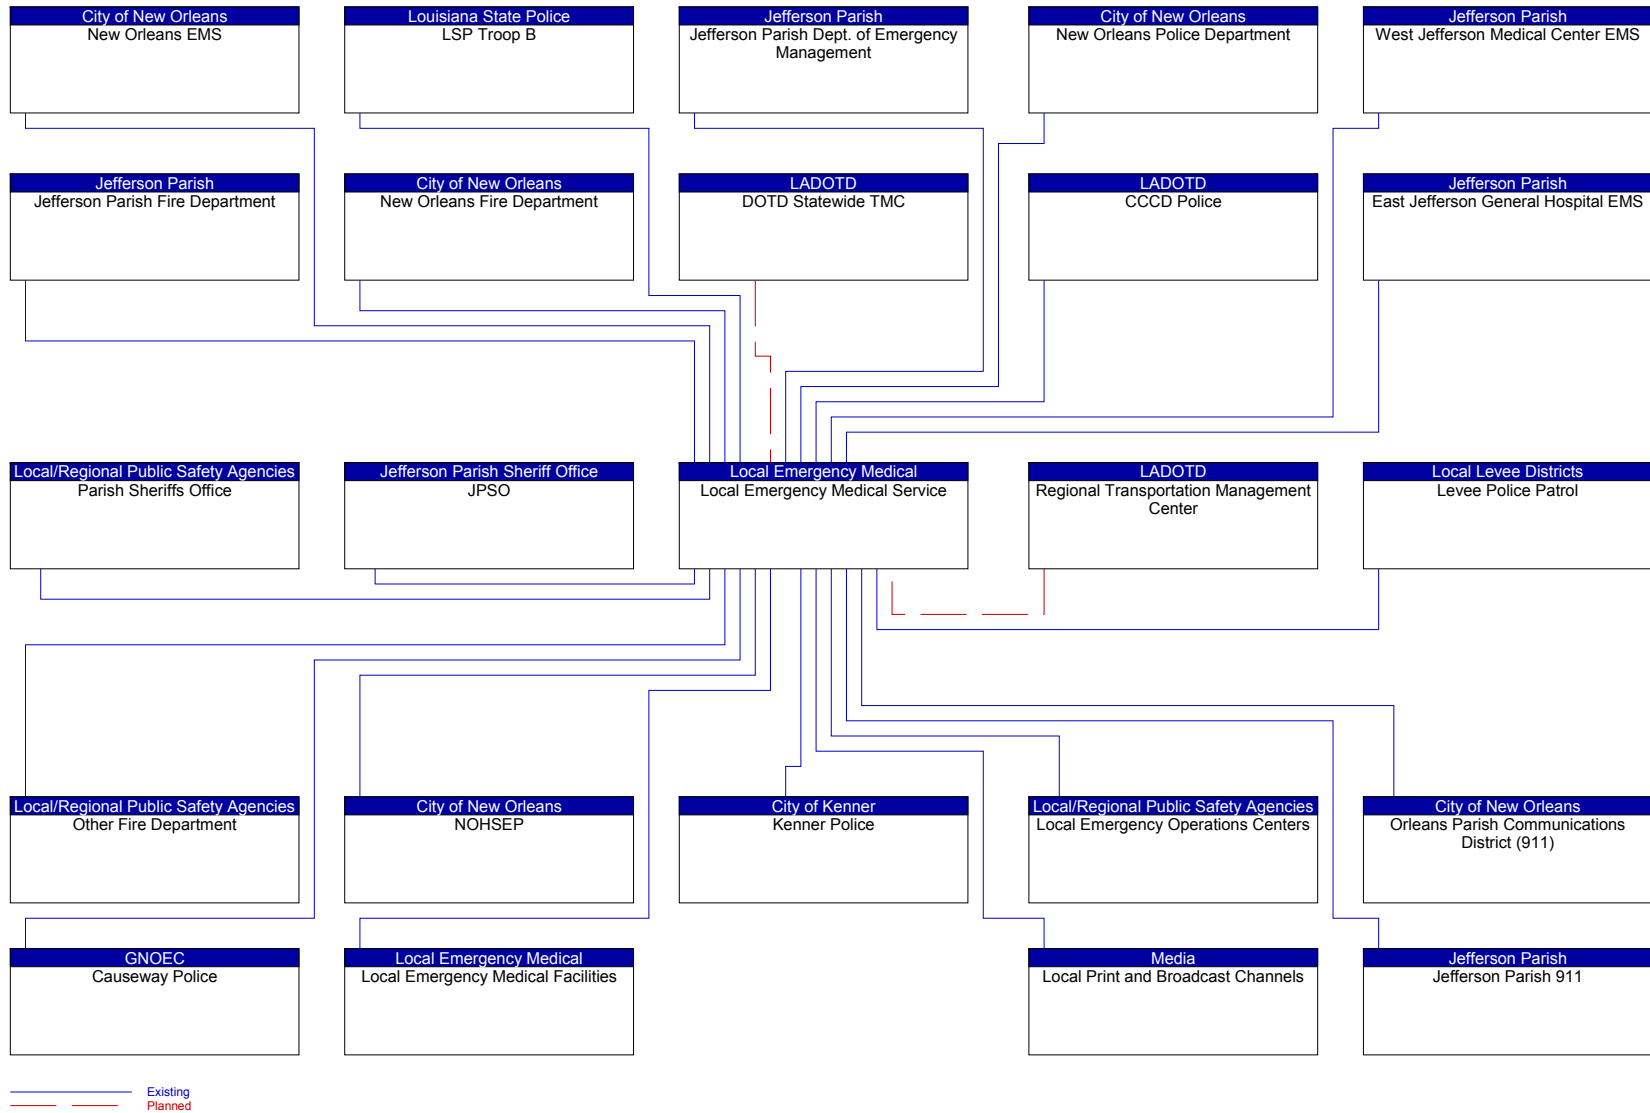 City of New Orleans
New Orleans EMS
Louisiana State Police
LSP Troop B
Jefferson Parish
Jefferson Parish Dept. of Emergency
Management
City of New Orleans
New Orleans Police Department
Jefferson Parish
West Jefferson Medical Center EMS
Jefferson Parish
Jefferson Parish Fire Department
City of New Orleans
New Orleans Fire Department
LADOTD
DOTD Statewide TMC
LADOTD
CCCD Police
Jefferson Parish
East Jefferson General Hospital EMS
Local/Regional Public Safety Agencies
Parish Sheriffs Office
Jefferson Parish Sheriff Office
JPSO
Local Emergency Medical
Local Emergency Medical Service
LADOTD
Regional Transportation Management
Center
Local Levee Districts
Levee Police Patrol
Local/Regional Public Safety Agencies
Other Fire Department
City of New Orleans
NOHSEP
City of Kenner
Kenner Police
Local/Regional Public Safety Agencies
Local Emergency Operations Centers
City of New Orleans
Orleans Parish Communications
District (911)
GNOEC
Causeway Police
Local Emergency Medical
Local Emergency Medical Facilities
Media
Local Print and Broadcast Channels
Jefferson Parish
Jefferson Parish 911
Existing
Planned